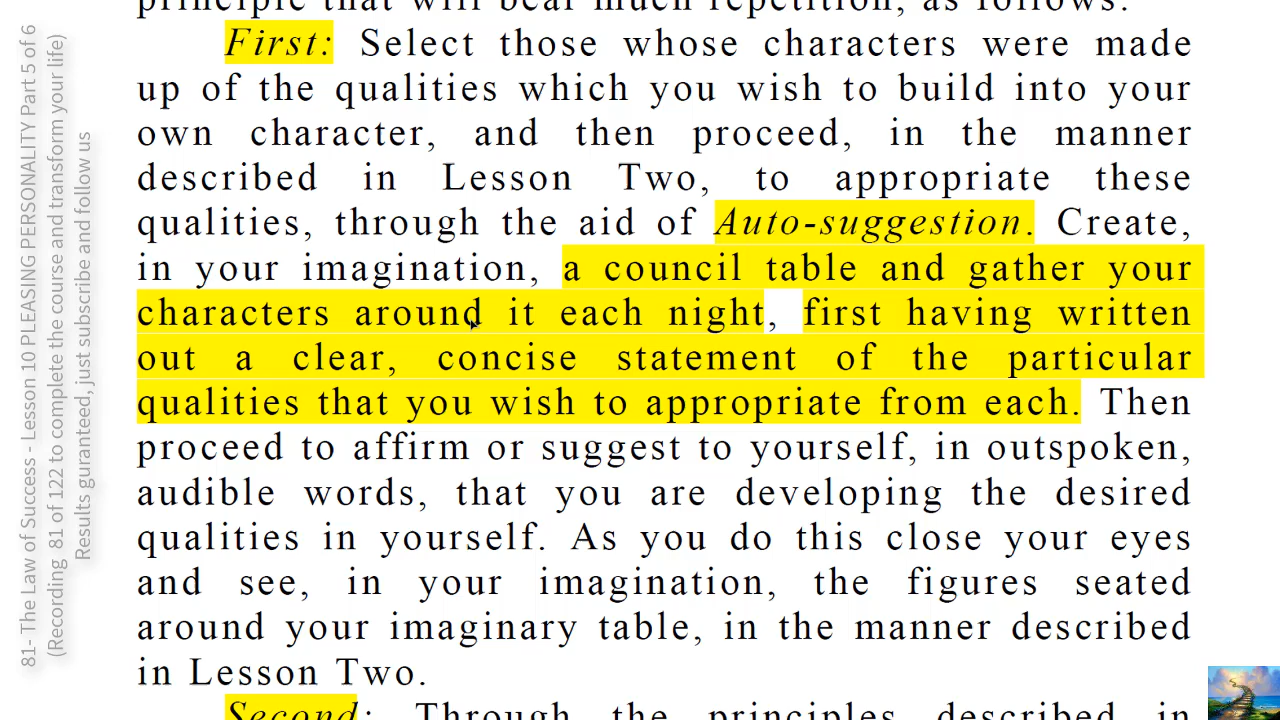 principle that will bear much repetition, as follows:
First: Select those whose characters were made
up of the qualities which you wish to build into your
own character, and then proceed, in the manner
described in Lesson Two, to appropriate these
qualities, through the aid of Auto-suggestion. Create,
in your imagination, a council table and gather your
characters around it each night, first having written
out a clear, concise statement of the particular
qualities that you wish to appropriate from each. Then
proceed to affirm or suggest to yourself, in outspoken,
audible words, that you are developing the desired
qualities in yourself. As you do this close your eyes
and see, in your imagination, the figures seated
around your imaginary table, in the manner described
in Lesson Two.
Second: Through the principles described in
81- The Law of Success - Lesson 10 PLEASING PERSONALITY Part 5 of 6
(Recording 81 of 122 to complete the course and transform your life)
Results guranteed, just subscribe and follow us